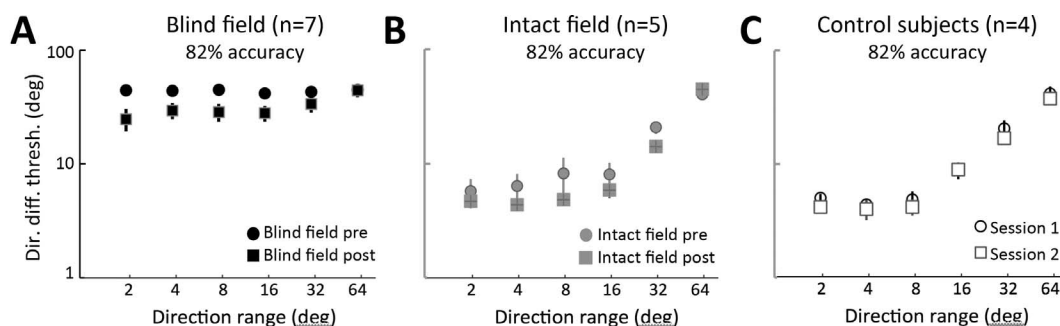 A
Blind field (n=7)
82% accuracy
Dir. diff. thresh. (deg)
100
10
1
Blind field pre
Blind field post
2 4 8 16 32 64
Direction range (deg)
B
Intact field (n=5)
82% accuracy
Intact field pre
Intact field post
2 4 8 16 32 64
Direction range (deg)
C
Control subjects (n=4)
82% accuracy
Session 1
Session 2
2 4 8 16 32 64
Direction range (deg)